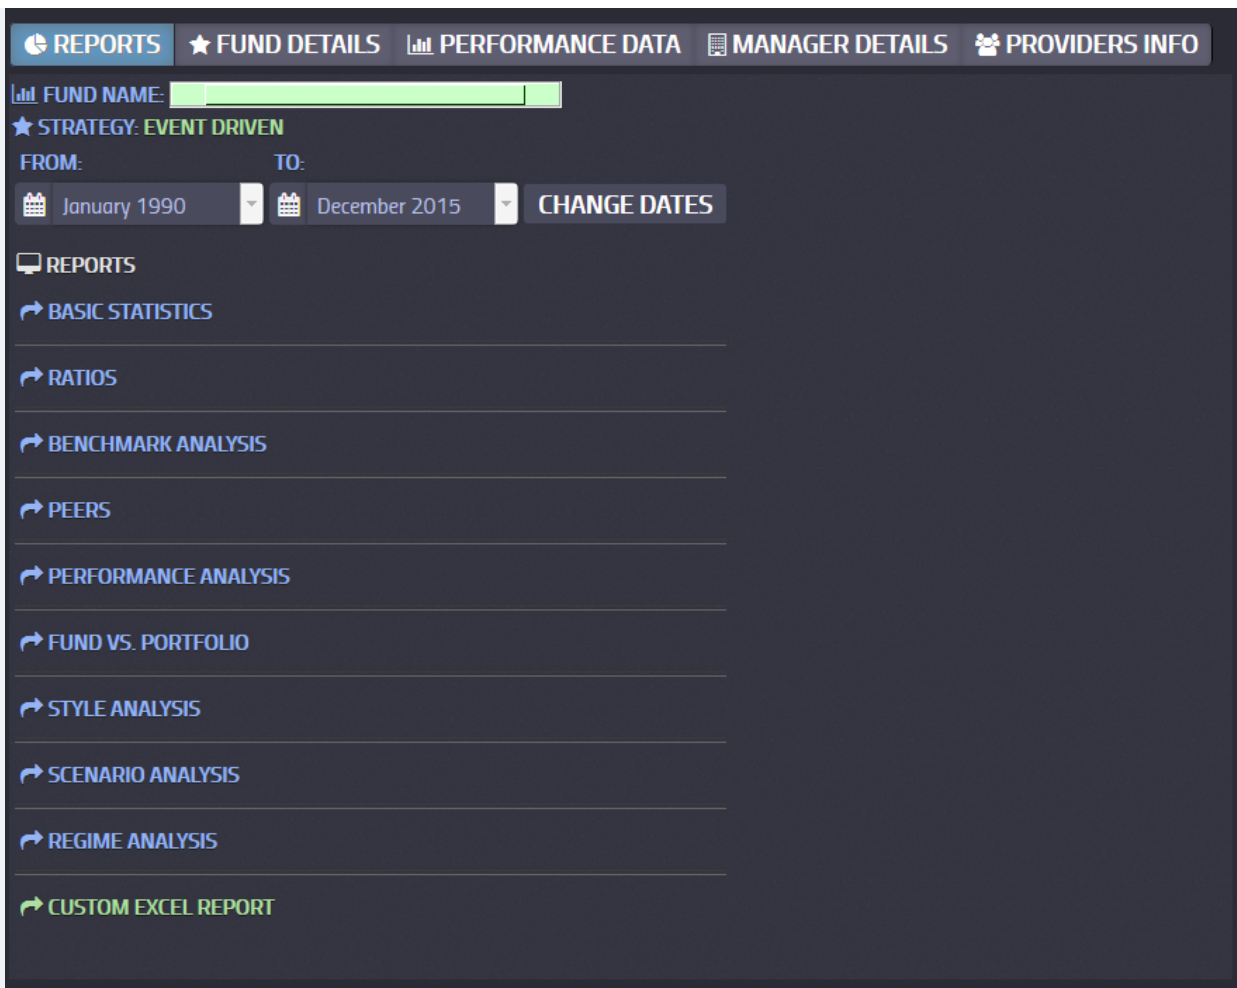 REPORTS FUND DETAILS PERFORMANCE DATA MANAGER DETAILS PROVIDERS INFO
FUND NAME:
STRATEGY: EVENT DRIVEN
FROM: TO:
January 1990 December 2015 CHANGE DATES
REPORTS
BASIC STATISTICS
RATIOS
BENCHMARK ANALYSIS
PEERS
PERFORMANCE ANALYSIS
FUND VS. PORTFOLIO
STYLE ANALYSIS
SCENARIO ANALYSIS
REGIME ANALYSIS
CUSTOM EXCEL REPORT